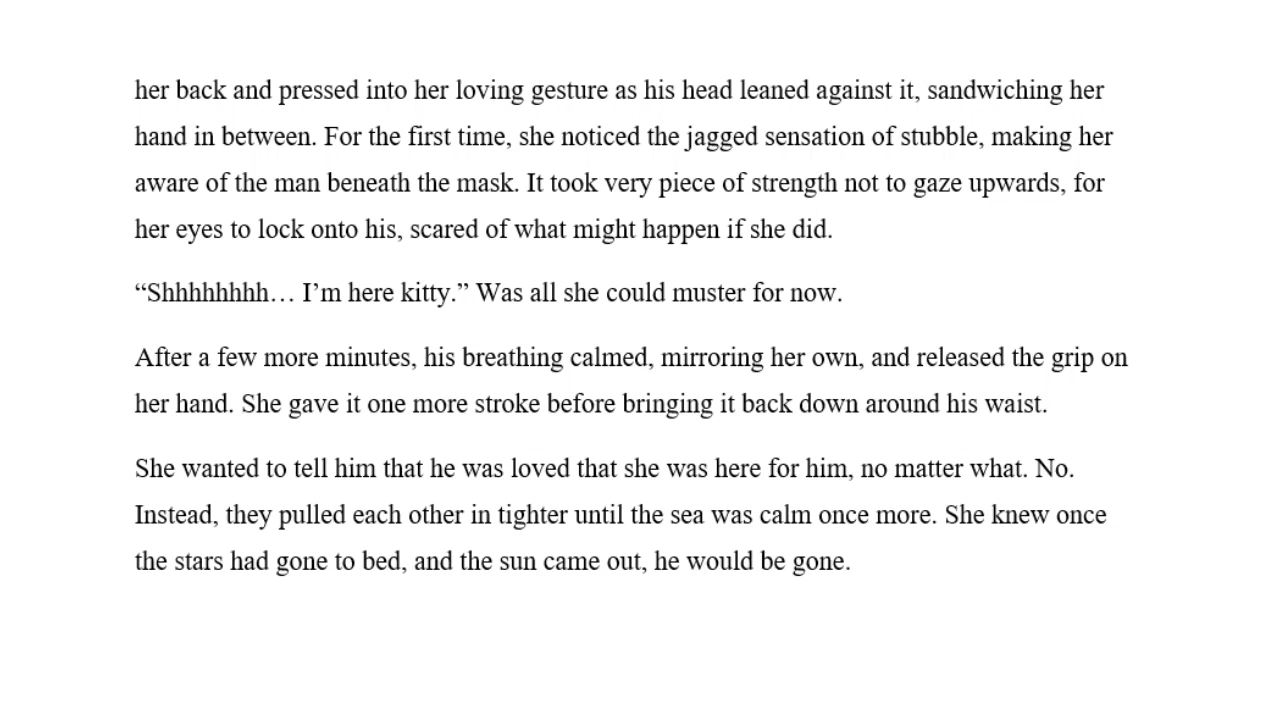 her back and pressed into her loving gesture as his head leaned against it, sandwiching her
hand in between. For the first time, she noticed the jagged sensation of stubble, making her
aware of the man beneath the mask. It took very piece of strength not to gaze upwards, for
her eyes to lock onto his, scared of what might happen if she did.
“Shhhhhhhh… I’m here kitty.” Was all she could muster for now.
After a few more minutes, his breathing calmed, mirroring her own, and released the grip on
her hand. She gave it one more stroke before bringing it back down around his waist.
She wanted to tell him that he was loved that she was here for him, no matter what. No.
Instead, they pulled each other in tighter until the sea was calm once more. She knew once
the stars had gone to bed, and the sun came out, he would be gone.